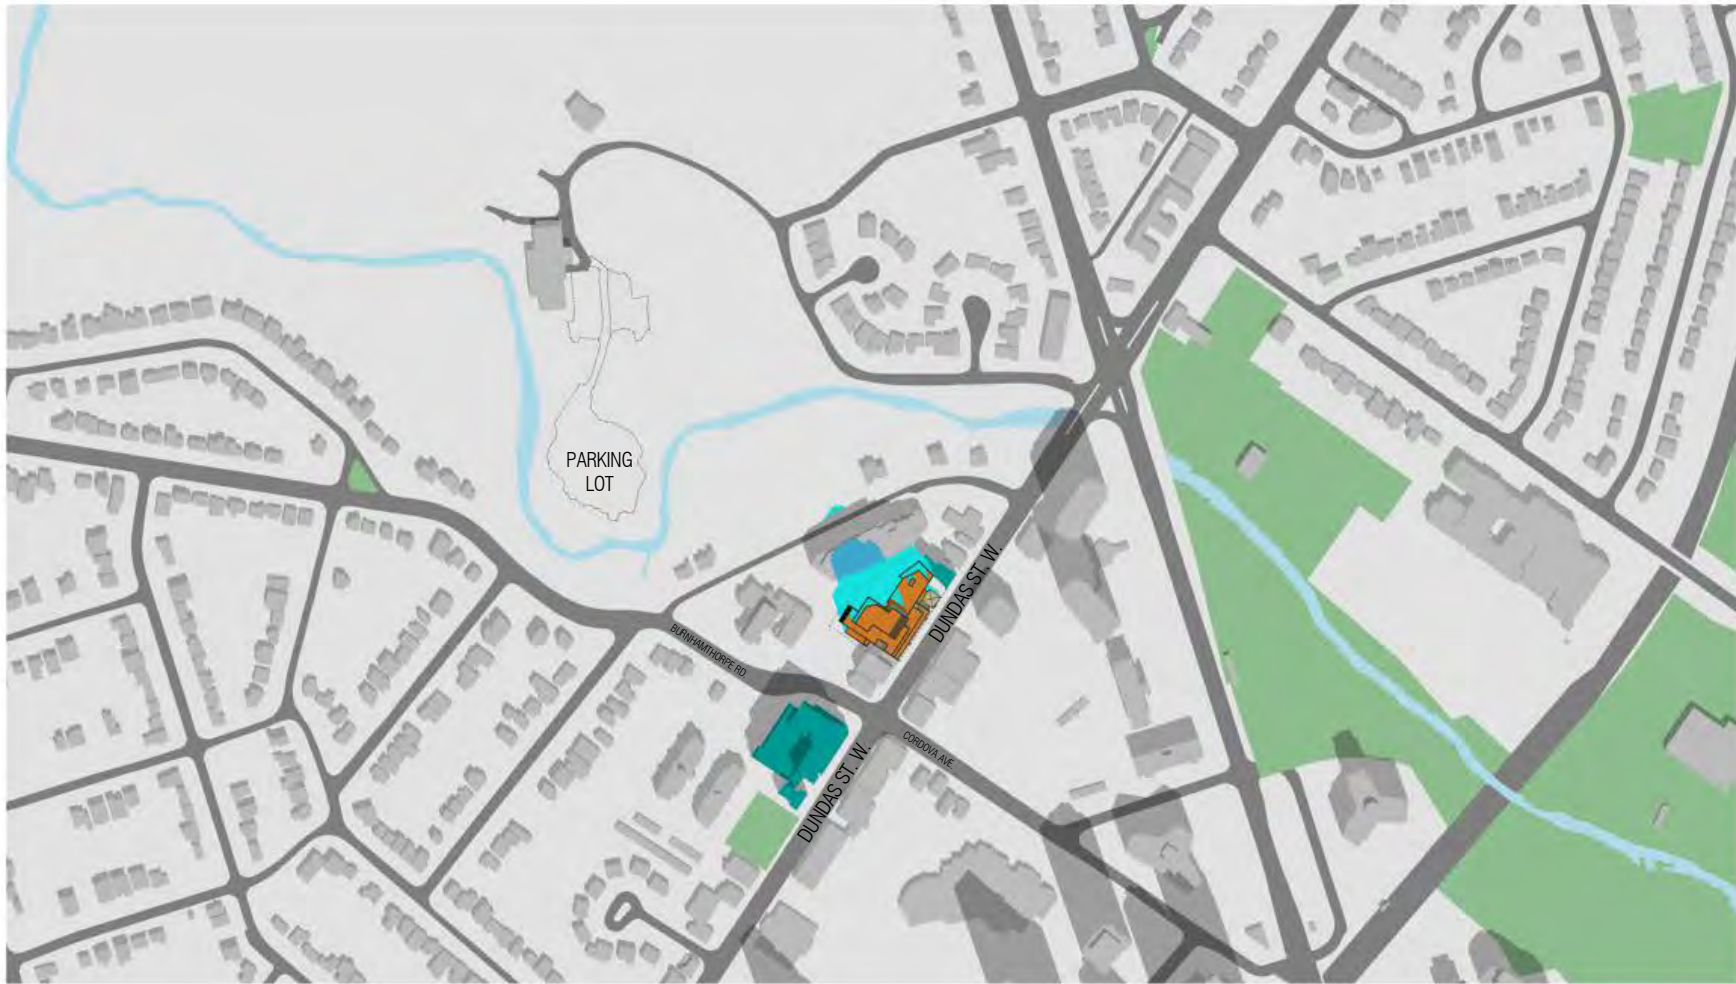 PARKING
LOT
DUNDAS ST. W.
BURNHAMTHORPE RD
CORDOVA AVE.
DUNDAS ST. W.